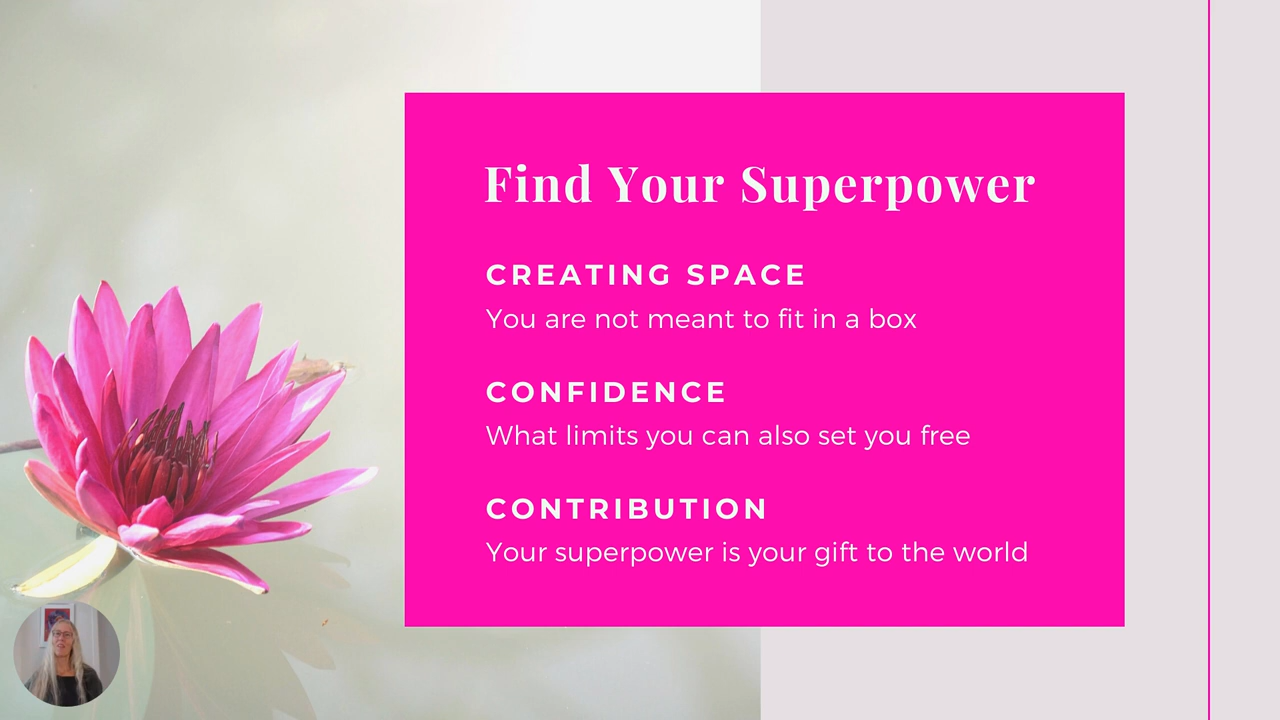 Find Your Superpower
CREATING SPACE
You are not meant to fit in a box
CONFIDENCE
What limits you can also set you free
CONTRIBUTION
Your superpower is your gift to the world